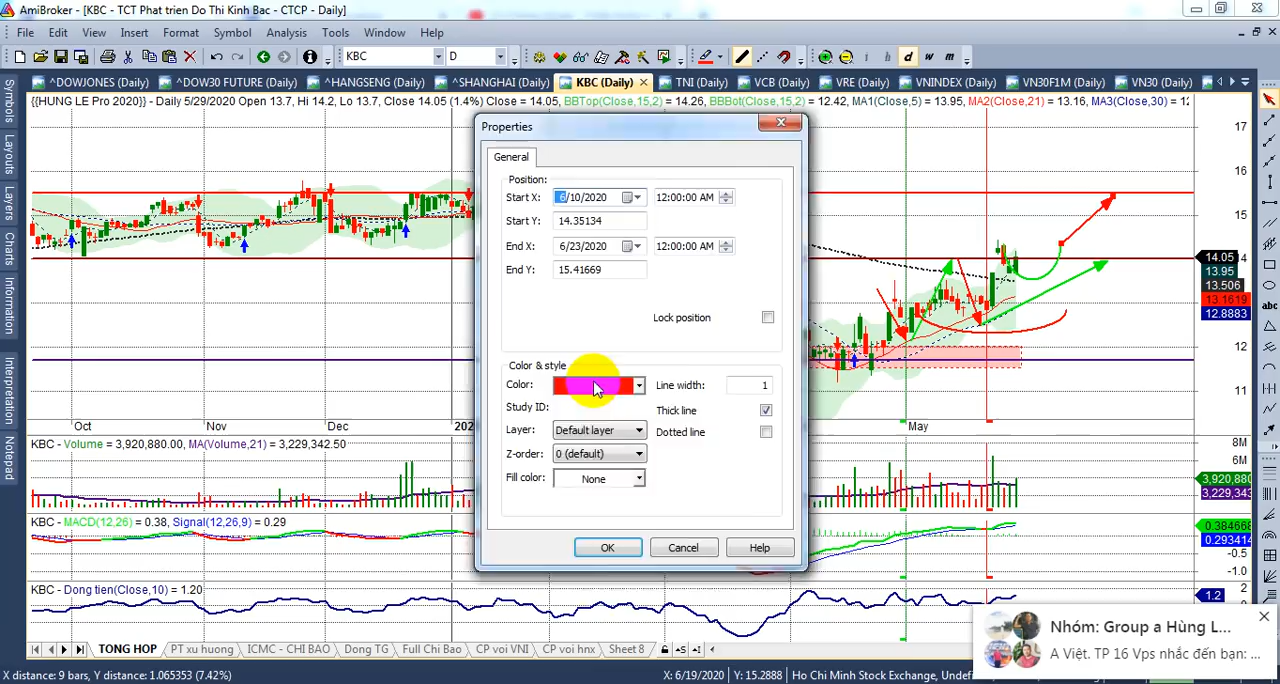 AmiBroker - [KBC - TCT Phat trien Do Thi Kinh Bac - CTCP - Daily]
File Edit View Insert Format Symbol Analysis Tools Window Help
KBC D d w m
^DOWJONES (Daily) ^DOW30 FUTURE (Daily) ^HANGSENG (Daily) ^SHANGHAI (Daily) KBC (Daily) TNI (Daily) VCB (Daily) VRE (Daily) VNINDEX (Daily) VN30F1M (Daily) VN30 (Daily)
{{HUNG LE Pro 2020}} - Daily 5/29/2020 Open 13.7, Hi 14.2, Lo 13.7, Close 14.05 (1.4%) Close = 14.05, BBTop(Close,15,2) = 14.26, BBBot(Close,15,2) = 12.42, MA1(Close,5) = 13.95, MA2(Close,21) = 13.16, MA3(Close,30) = 12
Symbols
Layouts
Layers
Charts
Information
Interpretation
Notepad
Properties
General
Position:
Start X: 6/10/2020 12:00:00 AM
Start Y: 14.35134
End X: 6/23/2020 12:00:00 AM
End Y: 15.41669
Lock position
Color & style
Color: Line width: 1
Study ID: Thick line
Layer: Default layer Dotted line
Z-order: 0 (default)
Fill color: None
OK Cancel Help
17
16
15
14.05
13.95
13.506
13.1619
12.8883
12
11
abc
Oct Nov Dec 202 May
KBC - Volume = 3,920,880.00, MA(Volume,21) = 3,229,342.50
8M
6M
3,920,880
3,229,343
KBC - MACD(12,26) = 0.38, Signal(12,26,9) = 0.29
0.384668
0.293414
-0.5
-1.0
KBC - Dong tien(Close,10) = 1.20
2
1.2
0
Nhóm: Group a Hùng L...
A Việt. TP 16 Vps nhắc đến bạn: ...
TONG HOP PT xu huong ICMC - CHI BAO Dong TG Full Chi Bao CP voi VNI CP voi hnx Sheet 8
X distance: 9 bars, Y distance: 1.065353 (7.42%) X: 6/19/2020 Y: 15.2888 Ho Chi Minh Stock Exchange, Undef